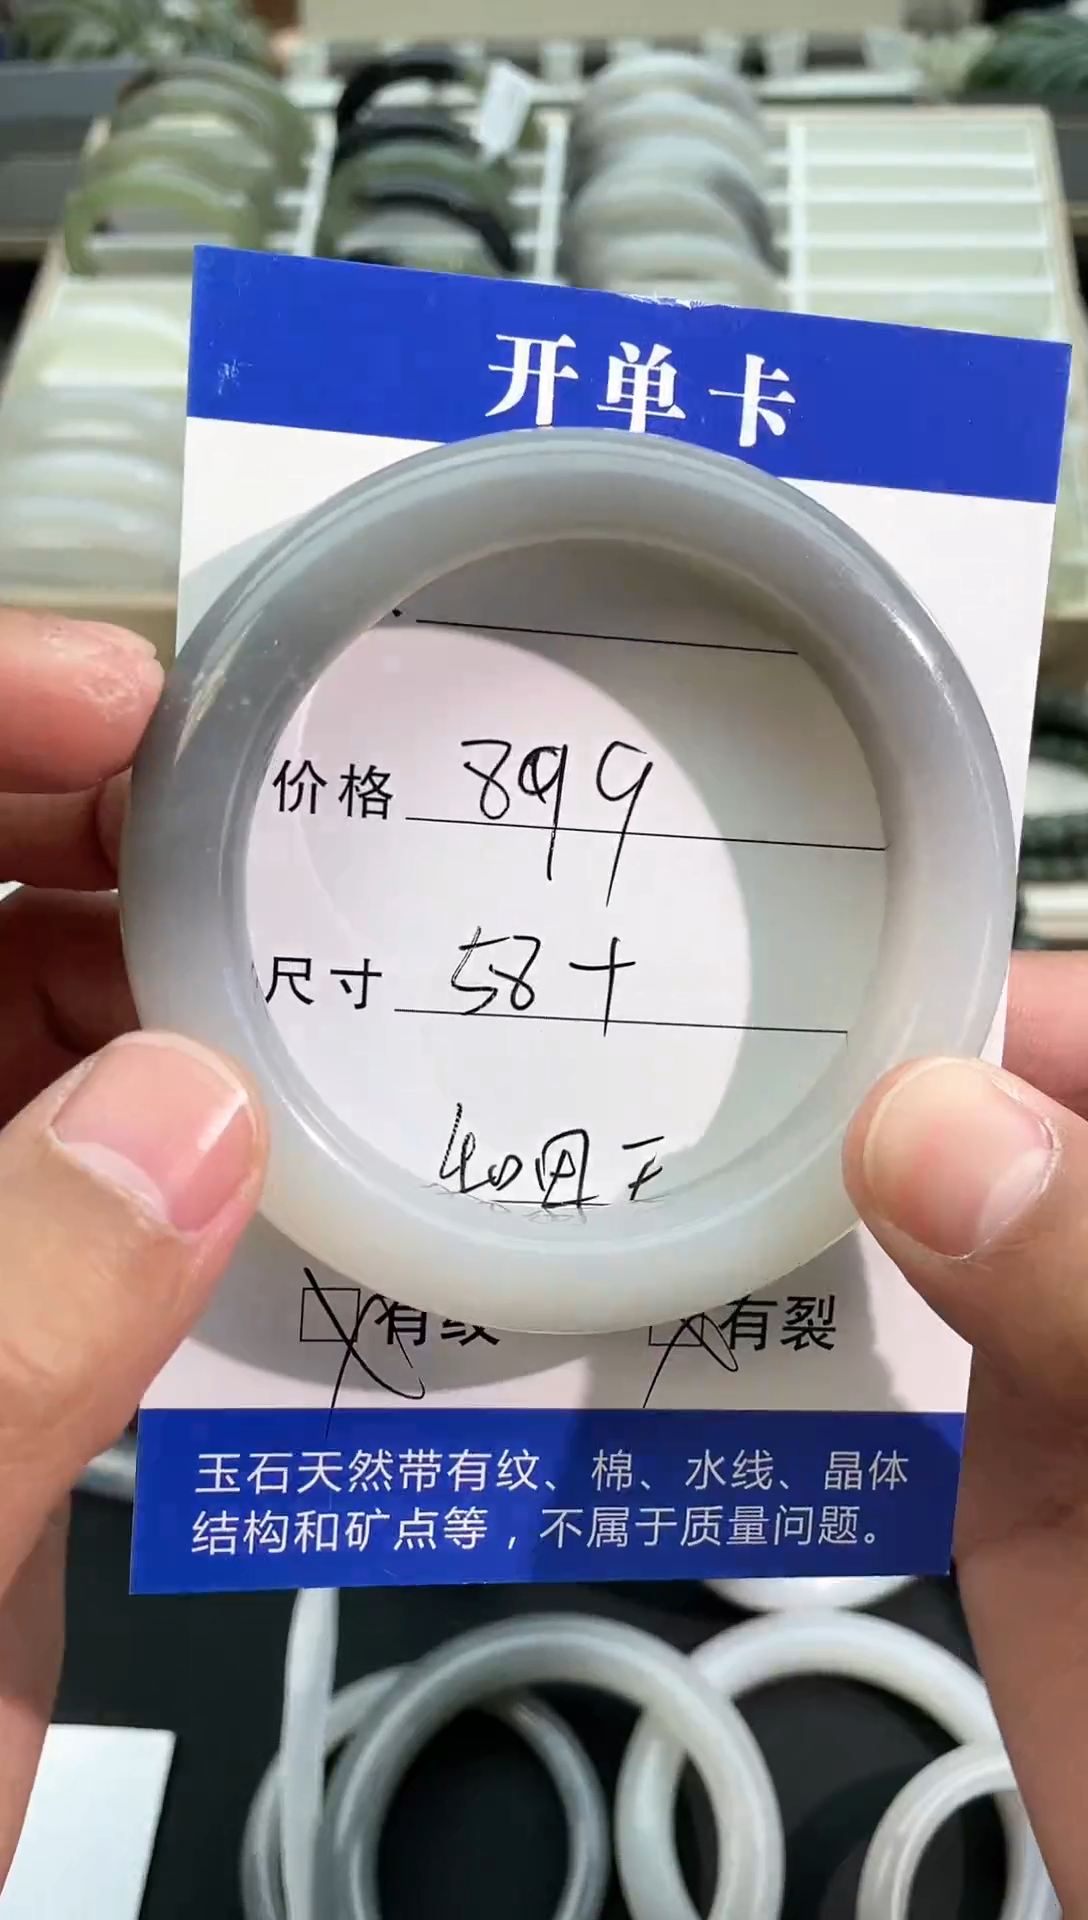 开单卡
价格 899
尺寸 58+
有纹 有裂
玉石天然带有纹、棉、水线、晶体
结构和矿点等，不属于质量问题。